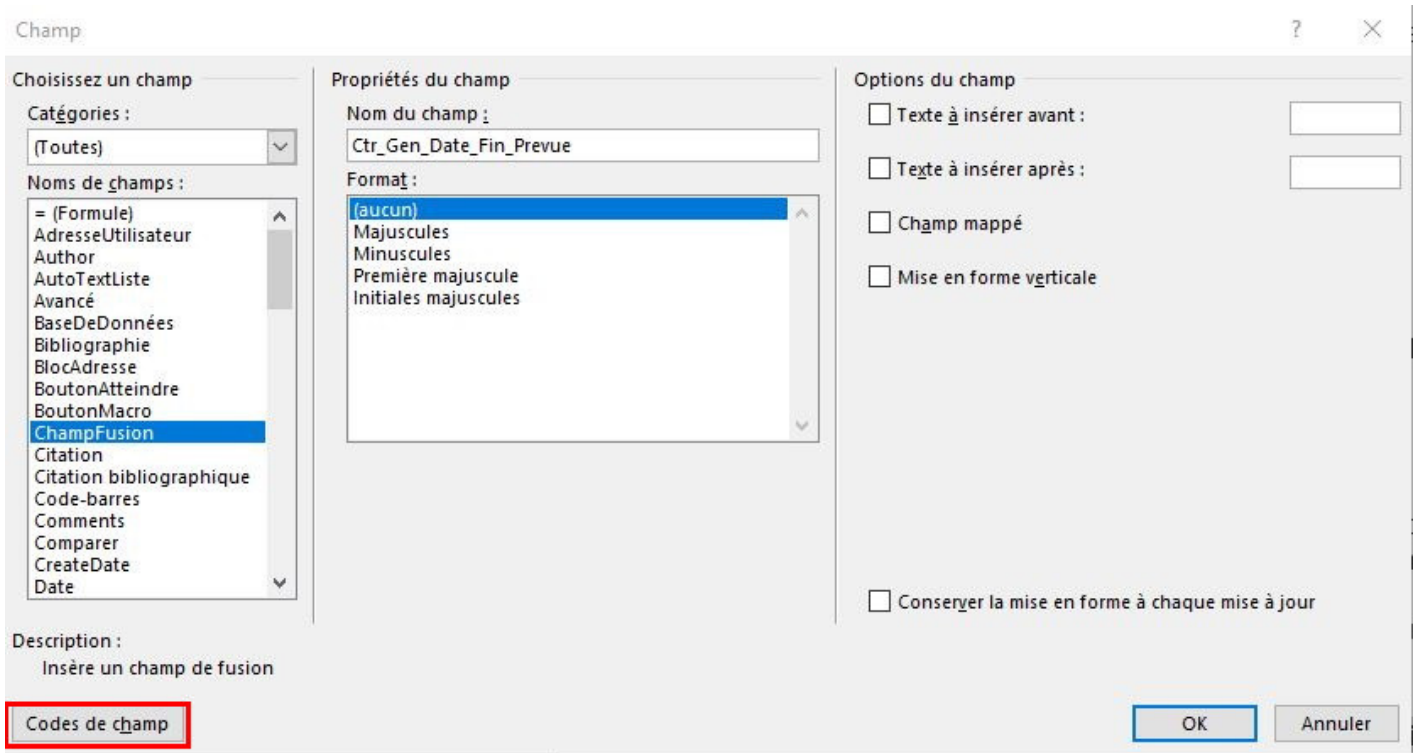 Champ
?
Choisissez un champ
Catégories :
(Toutes)
Noms de champs :
= (Formule)
AdresseUtilisateur
Author
AutoTextListe
Avancé
BaseDeDonnées
Bibliographie
BlocAdresse
BoutonAtteindre
BoutonMacro
ChampFusion
Citation
Citation bibliographique
Code-barres
Comments
Comparer
CreateDate
Date
Propriétés du champ
Nom du champ :
Ctr_Gen_Date_Fin_Prevue
Format :
(aucun)
Majuscules
Minuscules
Première majuscule
Initiales majuscules
Options du champ
Texte à insérer avant :
Texte à insérer après :
Champ mappé
Mise en forme verticale
Conserver la mise en forme à chaque mise à jour
Description :
Insère un champ de fusion
Codes de champ
OK
Annuler